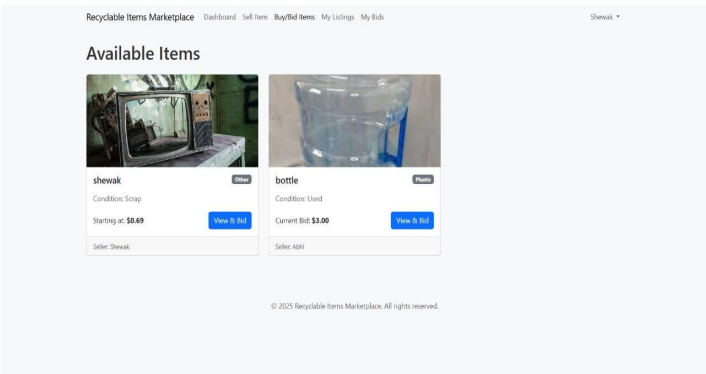 Recyclable Items Marketplace Dashboard Sell Item Buy/Bid Items My Listings My Bids Shewak
Available Items
shewak Other
Condition: Scrap
Starting at: $0.69 View & Bid
Seller: Shewak
bottle Plastic
Condition: Used
Current Bid: $3.00 View & Bid
Seller: Abhi
© 2025 Recyclable Items Marketplace. All rights reserved.